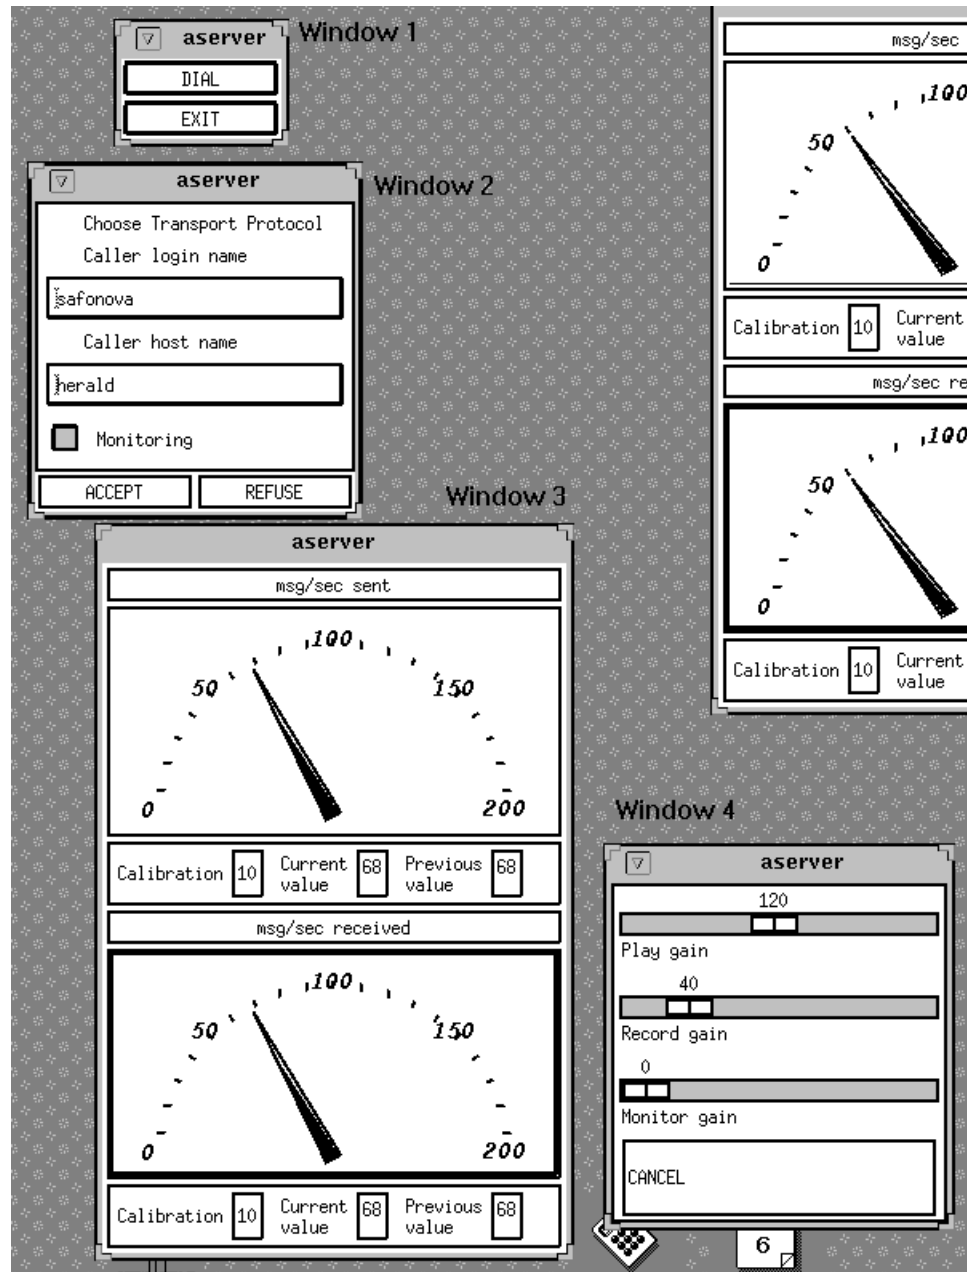 aserver
Window 1
DIAL
EXIT
aserver
Window 2
Choose Transport Protocol
Caller login name
safonova
Caller host name
herald
Monitoring
ACCEPT REFUSE
Window 3
aserver
msg/sec sent
0 50 100 150 200
Calibration 10 Current value 68 Previous value 68
msg/sec received
0 50 100 150 200
Calibration 10 Current value 68 Previous value 68
msg/sec
0 50 100
Calibration 10 Current value
msg/sec re
0 50 100
Calibration 10 Current value
Window 4
aserver
120
Play gain
40
Record gain
0
Monitor gain
CANCEL
6